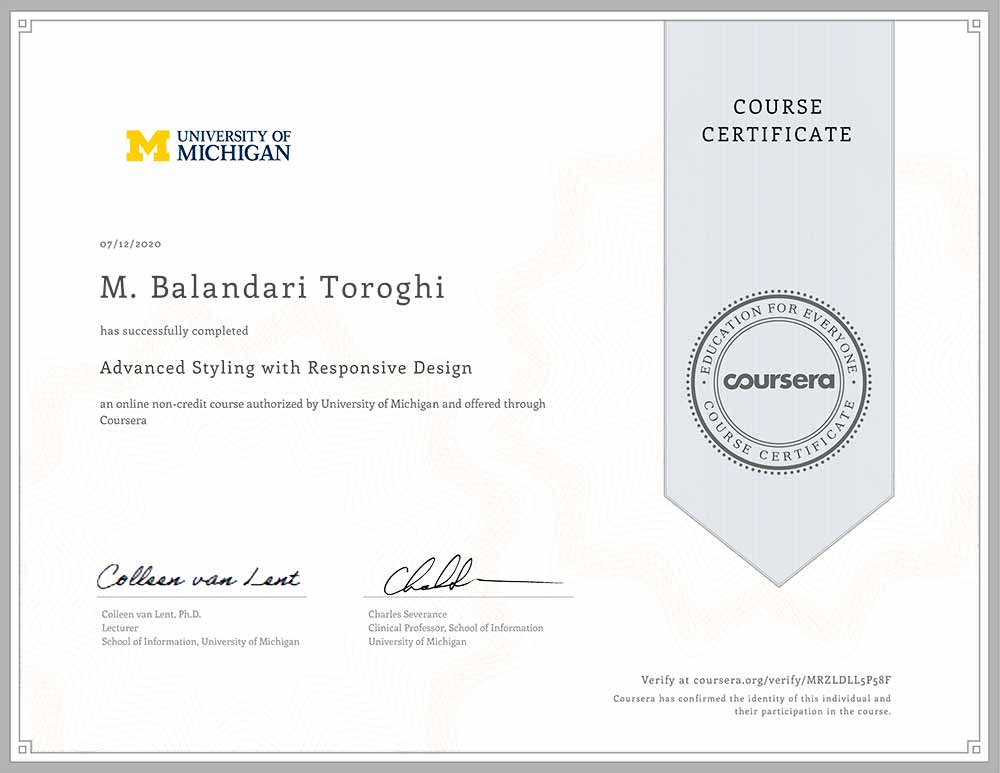 UNIVERSITY OF
MICHIGAN
COURSE
CERTIFICATE
07/12/2020
M. Balandari Toroghi
has successfully completed
Advanced Styling with Responsive Design
an online non-credit course authorized by University of Michigan and offered through
Coursera
EDUCATION FOR EVERYONE
coursera
COURSE CERTIFICATE
Colleen van Lent
Colleen van Lent, Ph.D.
Lecturer
School of Information, University of Michigan
Charles Severance
Clinical Professor, School of Information
University of Michigan
Verify at coursera.org/verify/MRZLDLL5P58F
Coursera has confirmed the identity of this individual and
their participation in the course.